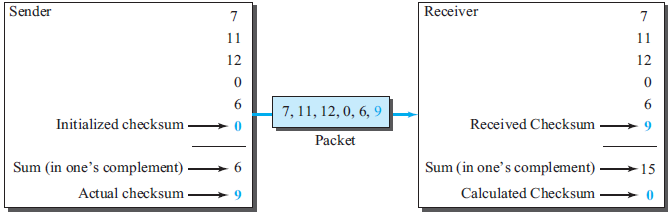 Sender
7
11
12
0
6
Initialized checksum 0
Sum (in one's complement) 6
Actual checksum 9
7, 11, 12, 0, 6, 9
Packet
Receiver
7
11
12
0
6
Received Checksum 9
Sum (in one's complement) 15
Calculated Checksum 0